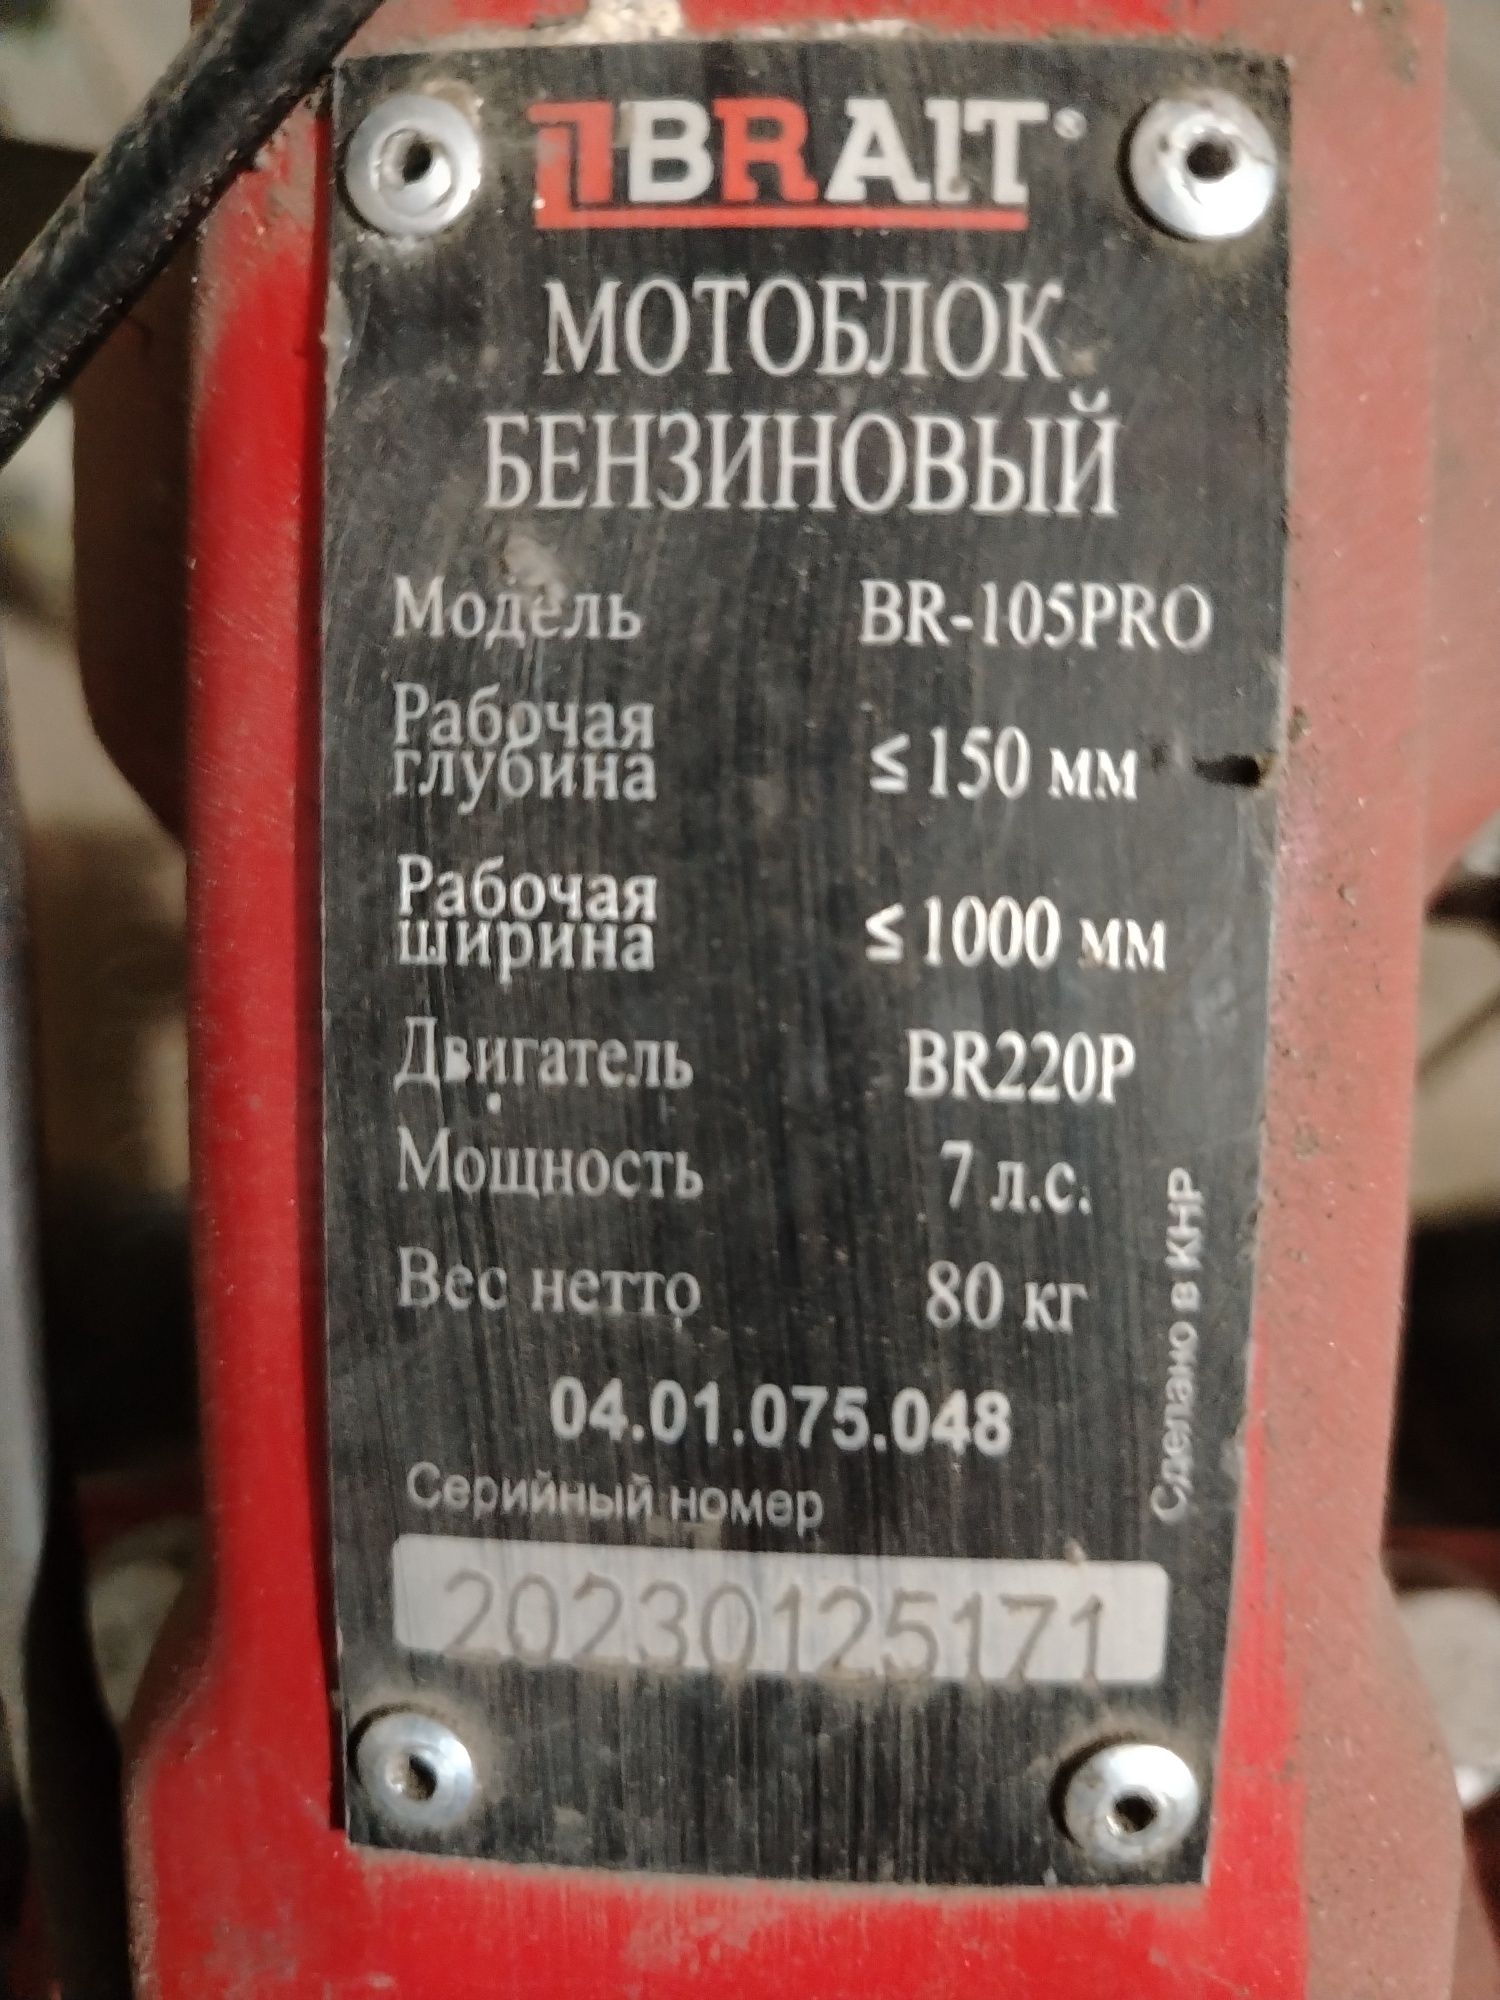 BRAIT®
МОТОБЛОК
БЕНЗИНОВЫЙ
Модель BR-105PRO
Рабочая
глубина ≤ 150 мм
Рабочая
ширина ≤ 1000 мм
Двигатель BR220P
Мощность 7 л.с.
Вес нетто 80 кг
04.01.075.048
Серийный номер
20230125171
Сделано в КНР